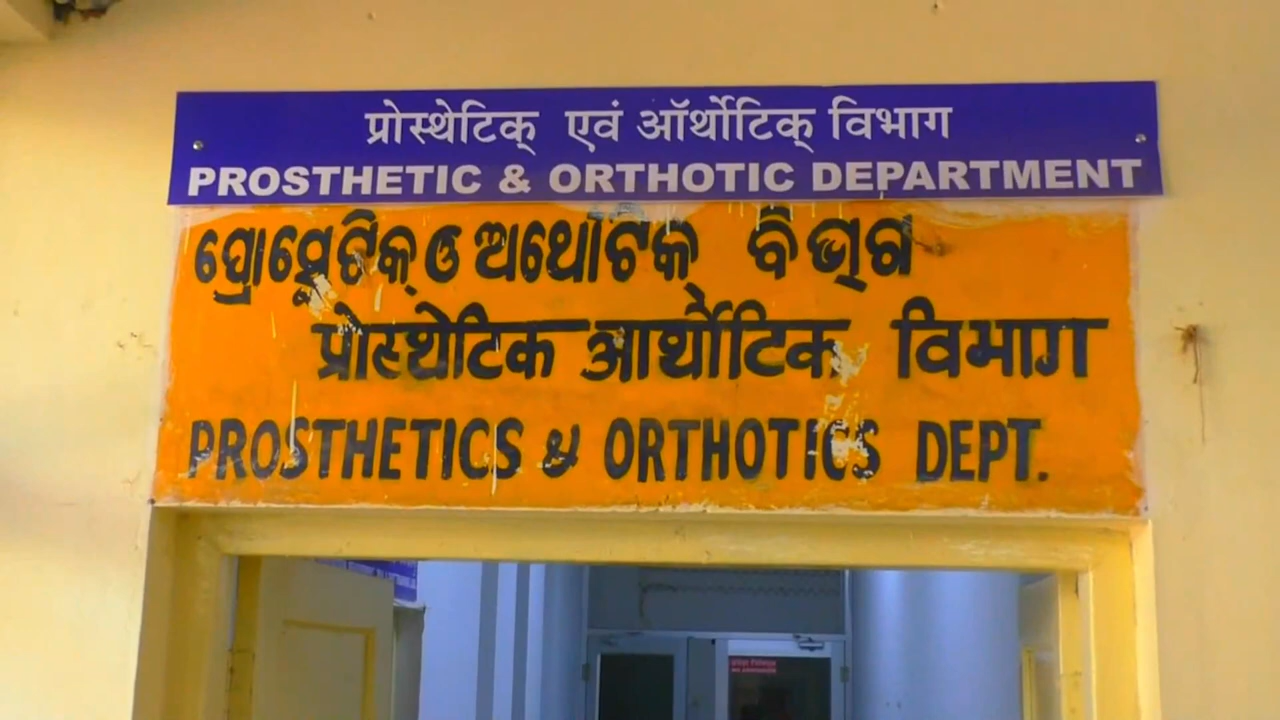 प्रोस्थेटिक् एवं ऑर्थोटिक् विभाग
PROSTHETIC & ORTHOTIC DEPARTMENT
ପ୍ରୋସ୍ଥେଟିକ୍ ଓ ଅର୍ଥୋଟିକ ବିଭାଗ
प्रोस्थेटिक आर्थोटिक विभाग
PROSTHETICS & ORTHOTICS DEPT.